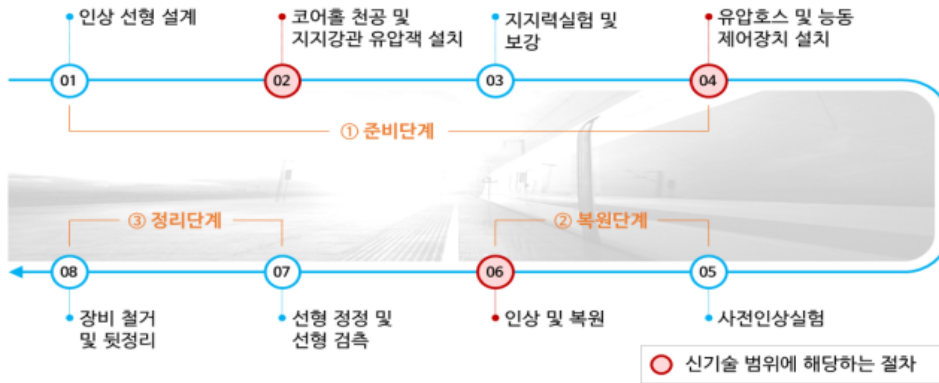 인상 선형 설계
코어홀 천공 및
지지강관 유압잭 설치
지지력실험 및
보강
유압호스 및 능동
제어장치 설치
01
02
03
04
① 준비단계
③ 정리단계
② 복원단계
08
07
06
05
장비 철거
및 뒷정리
선형 정정 및
선형 검측
인상 및 복원
사전인상실험
신기술 범위에 해당하는 절차